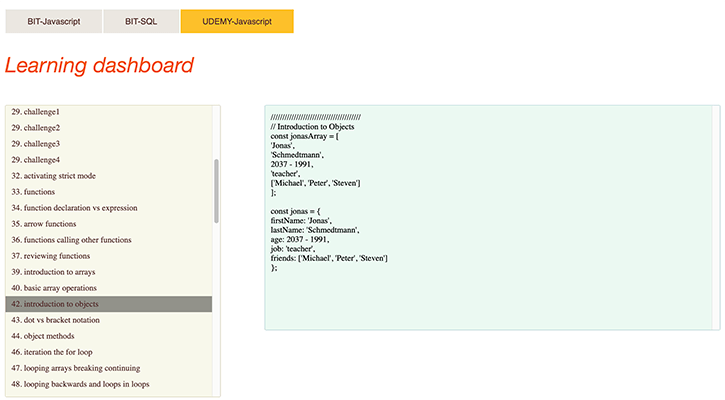 BIT-Javascript
BIT-SQL
UDEMY-Javascript
Learning dashboard
29. challenge1
29. challenge2
29. challenge3
29. challenge4
32. activating strict mode
33. functions
34. function declaration vs expression
35. arrow functions
36. functions calling other functions
37. reviewing functions
39. introduction to arrays
40. basic array operations
42. introduction to objects
43. dot vs bracket notation
44. object methods
46. iteration the for loop
47. looping arrays breaking continuing
48. looping backwards and loops in loops
///////////////////////////////////////
// Introduction to Objects
const jonasArray = [
'Jonas',
'Schmedtmann',
2037 - 1991,
'teacher',
['Michael', 'Peter', 'Steven']
];
const jonas = {
firstName: 'Jonas',
lastName: 'Schmedtmann',
age: 2037 - 1991,
job: 'teacher',
friends: ['Michael', 'Peter', 'Steven']
};